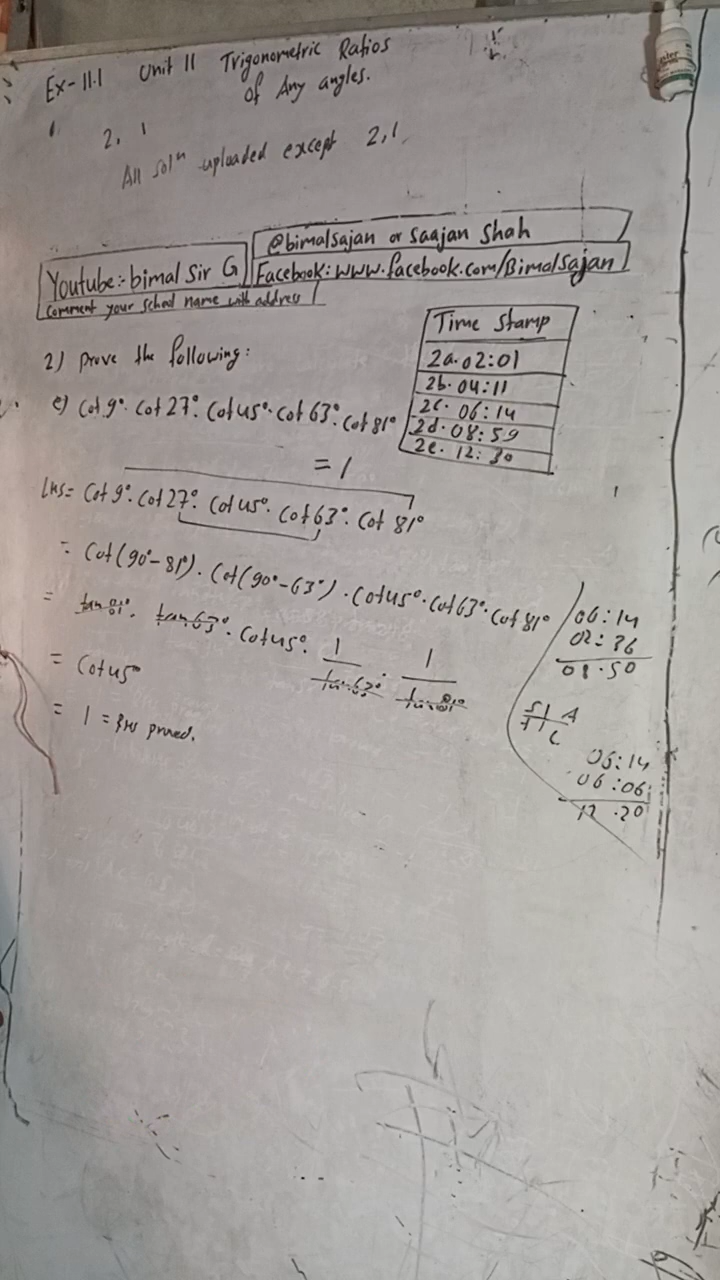 Ex-11.1 Unit 11 Trigonometric Ratios
of Any angles.
2, 1
All solⁿ uploaded except 2,1
@bimalsajan or Saajan Shah
Youtube:- bimal Sir G
Facebook: www.facebook.com/Bimalsajan
Comment your school name with address
Time Stamp
2a. 02:01
2b. 04:11
2c. 06:14
2d. 08:59
2e. 12:30
2) prove the following:
e) Cot 9°. Cot 27°. Cot 45°. Cot 63°. Cot 81°
= 1
LHS = Cot 9°. Cot 27°. Cot 45°. Cot 63°. Cot 81°
= Cot(90°-81°). Cot(90°-63°). Cot 45°. Cot 63°. Cot 81°
= tan 81°. tan 63°. Cot 45°. 1/tan 63°. 1/tan 81°
= Cot 45°
= 1 = RHS proved.
06:14
02:36
08.50
S | A
T | C
06:14
06:06
12.20